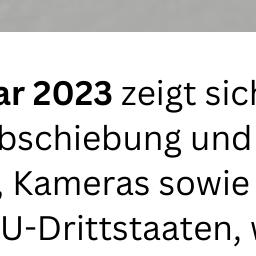 ar 2023 zeigt sich
bschiebung und
, Kameras sowie
U-Drittstaaten, w